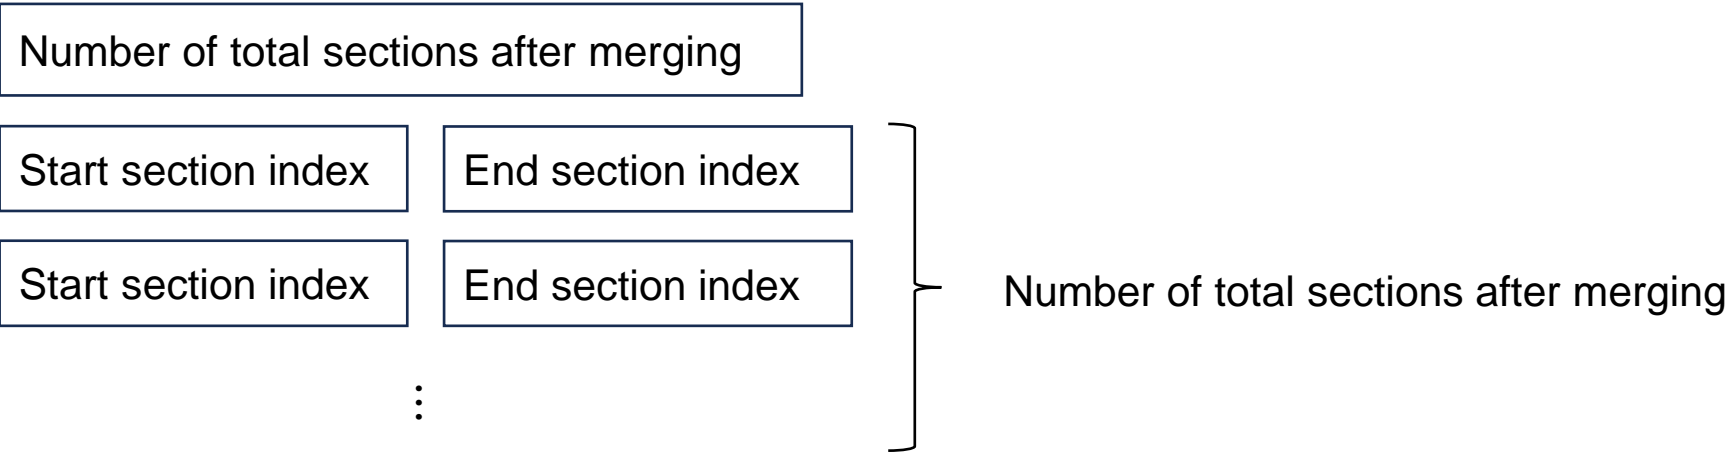 Number of total sections after merging
Start section index
End section index
Start section index
End section index
Number of total sections after merging
⋮